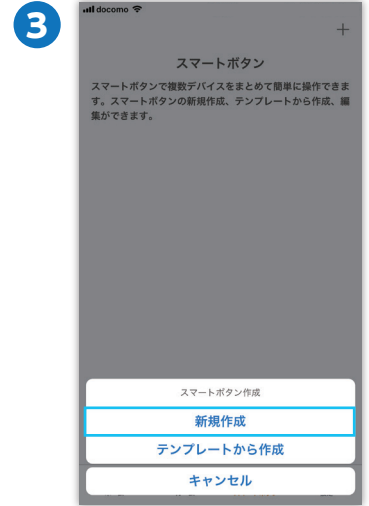 3
docomo
+
スマートボタン
スマートボタンで複数デバイスをまとめて簡単に操作できま
す。スマートボタンの新規作成、テンプレートから作成、編
集ができます。
スマートボタン作成
新規作成
テンプレートから作成
キャンセル